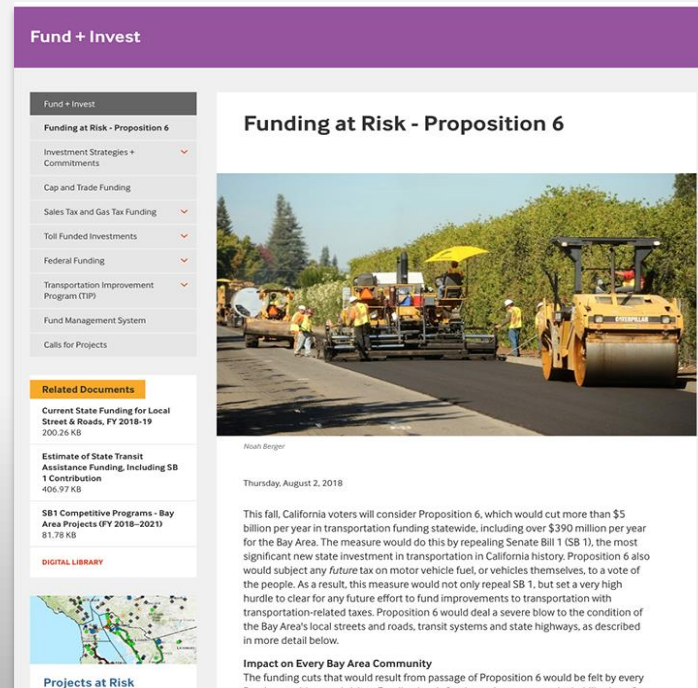 Fund + Invest
Fund + Invest
Funding at Risk - Proposition 6
Investment Strategies +
Commitments
Cap and Trade Funding
Sales Tax and Gas Tax Funding
Toll Funded Investments
Federal Funding
Transportation Improvement
Program (TIP)
Fund Management System
Calls for Projects
Related Documents
Current State Funding for Local
Street & Roads, FY 2018-19
200.26 KB
Estimate of State Transit
Assistance Funding, Including SB
1 Contribution
406.97 KB
SB1 Competitive Programs - Bay
Area Projects (FY 2018–2021)
81.78 KB
DIGITAL LIBRARY
Projects at Risk
Funding at Risk - Proposition 6
CATERPILLAR
Noah Berger
Thursday, August 2, 2018
This fall, California voters will consider Proposition 6, which would cut more than $5
billion per year in transportation funding statewide, including over $390 million per year
for the Bay Area. The measure would do this by repealing Senate Bill 1 (SB 1), the most
significant new state investment in transportation in California history. Proposition 6 also
would subject any future tax on motor vehicle fuel, or vehicles themselves, to a vote of
the people. As a result, this measure would not only repeal SB 1, but set a very high
hurdle to clear for any future effort to fund improvements to transportation with
transportation-related taxes. Proposition 6 would deal a severe blow to the condition of
the Bay Area's local streets and roads, transit systems and state highways, as described
in more detail below.
Impact on Every Bay Area Community
The funding cuts that would result from passage of Proposition 6 would be felt by every